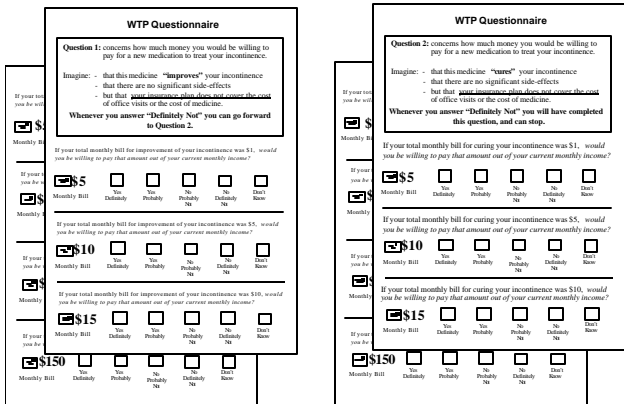 WTP Questionnaire
Question 1: concerns how much money you would be willing to
pay for a new medication to treat your incontinence.
Imagine: - that this medicine "improves" your incontinence
- that there are no significant side-effects
- but that your insurance plan does not cover the cost
of office visits or the cost of medicine.
Whenever you answer "Definitely Not" you can go forward
to Question 2.
If your total monthly bill for improvement of your incontinence was $1, would
you be willing to pay that amount out of your current monthly income?
$5
Monthly Bill
Yes Definitely
Yes Probably
No Probably Nt
No Definitely Nt
Don't Know
If your total monthly bill for improvement of your incontinence was $5, would
you be willing to pay that amount out of your current monthly income?
$10
Monthly Bill
Yes Definitely
Yes Probably
No Probably Nt
No Definitely Nt
Don't Know
If your total monthly bill for improvement of your incontinence was $10, would
you be willing to pay that amount out of your current monthly income?
$15
Monthly Bill
Yes Definitely
Yes Probably
No Probably Nt
No Definitely Nt
Don't Know
$150
Monthly Bill
Yes Definitely
Yes Probably
No Probably Nt
No Definitely Nt
Don't Know
WTP Questionnaire
Question 2: concerns how much money you would be willing to
pay for a new medication to treat your incontinence.
Imagine: - that this medicine "cures" your incontinence
- that there are no significant side-effects
- but that your insurance plan does not cover the cost
of office visits or the cost of medicine.
Whenever you answer "Definitely Not" you will have completed
this question, and can stop.
If your total monthly bill for curing your incontinence was $1, would
you be willing to pay that amount out of your current monthly income?
$5
Monthly Bill
Yes Definitely
Yes Probably
No Probably Nt
No Definitely Nt
Don't Know
If your total monthly bill for curing of your incontinence was $5, would
you be willing to pay that amount out of your current monthly income?
$10
Monthly Bill
Yes Definitely
Yes Probably
No Probably Nt
No Definitely Nt
Don't Know
If your total monthly bill for curing of your incontinence was $10, would
you be willing to pay that amount out of your current monthly income?
$15
Monthly Bill
Yes Definitely
Yes Probably
No Probably Nt
No Definitely Nt
Don't Know
$150
Monthly Bill
Yes Definitely
Yes Probably
No Probably Nt
No Definitely Nt
Don't Know